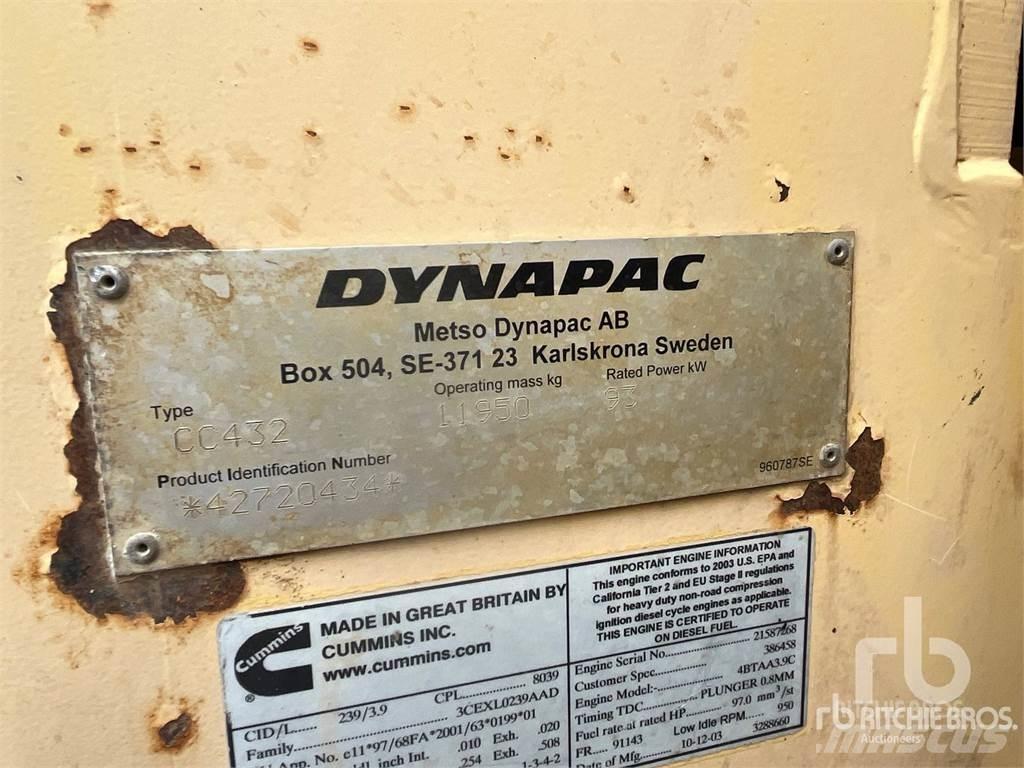 DYNAPAC
Metso Dynapac AB
Box 504, SE-371 23 Karlskrona Sweden
Operating mass kg Rated Power kW
Type 11950 93
CC432
Product Identification Number
*42720434*
960787SE
Cummins
®
MADE IN GREAT BRITAIN BY
CUMMINS INC.
www.cummins.com
CPL 8039
CID/L 239/3.9
Family 3CEXL0239AAD
App. No. e11*97/68FA*2001/63*0199*01
inch Int. .010 Exh. .020
.254 Exh. .508
1-3-4-2
IMPORTANT ENGINE INFORMATION
This engine conforms to 2003 U.S. EPA and
California Tier 2 and EU Stage II regulations
for heavy duty non-road compression
ignition diesel cycle engines as applicable.
THIS ENGINE IS CERTIFIED TO OPERATE
ON DIESEL FUEL.
Engine Serial No. 21587268
Customer Spec. 386458
Engine Model:- 4BTAA3.9C
Timing TDC PLUNGER 0.8MM
Fuel rate at rated HP 97.0 mm³/st
FR 91143 Low Idle RPM 950
Date of Mfg. 10-12-03 3288660
rb
rb RITCHIE BROS.
Auctioneers